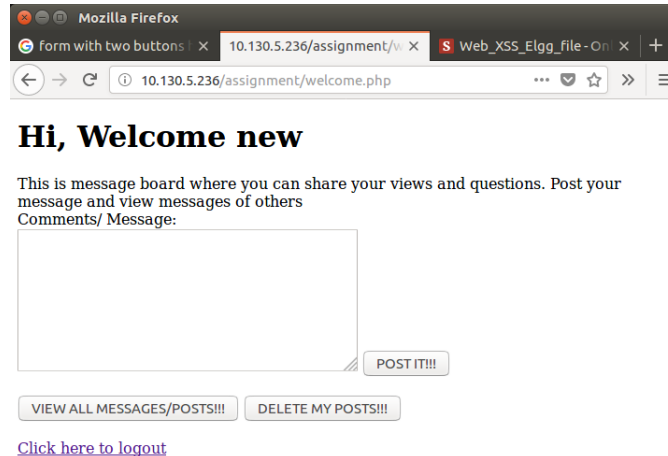 Mozilla Firefox
form with two buttons
10.130.5.236/assignment/w
Web_XSS_Elgg_file - Onl
10.130.5.236/assignment/welcome.php
Hi, Welcome new
This is message board where you can share your views and questions. Post your
message and view messages of others
Comments/ Message:
POST IT!!!
VIEW ALL MESSAGES/POSTS!!!
DELETE MY POSTS!!!
Click here to logout